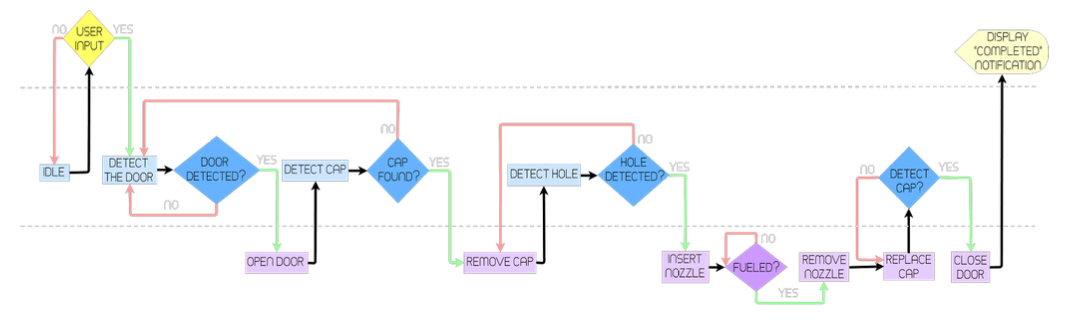 NO
USER
INPUT
YES
DISPLAY
"COMPLETED"
NOTIFICATION
IDLE
DETECT
THE DOOR
DOOR
DETECTED?
YES
NO
DETECT CAP
NO
CAP
FOUND?
YES
DETECT HOLE
NO
HOLE
DETECTED?
YES
NO
DETECT
CAP?
YES
OPEN DOOR
REMOVE CAP
INSERT
NOZZLE
NO
FUELED?
YES
REMOVE
NOZZLE
REPLACE
CAP
CLOSE
DOOR